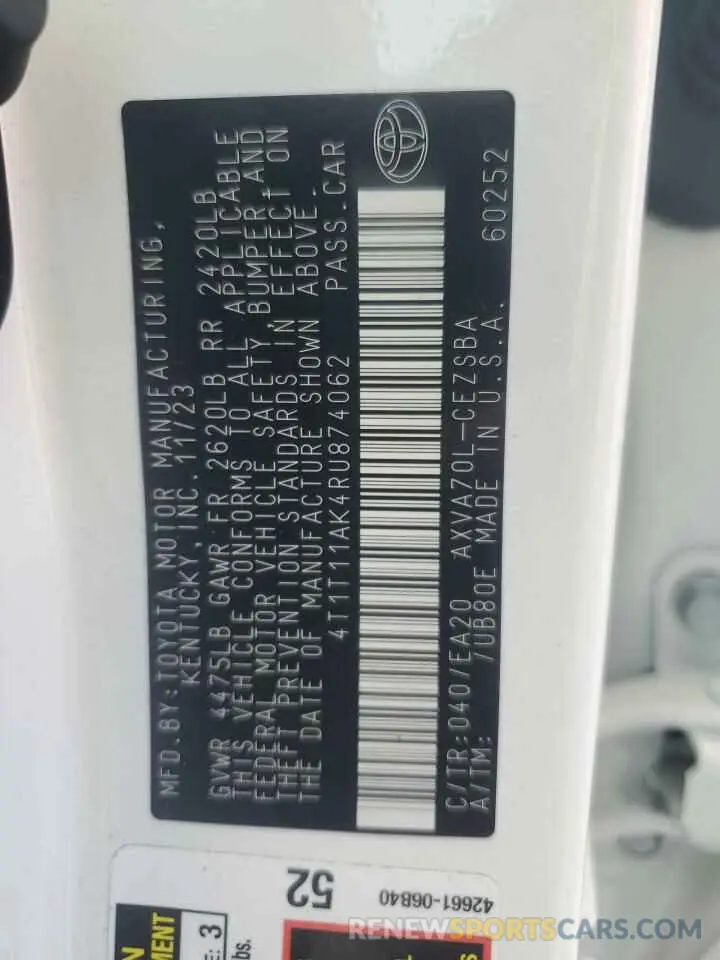 MFD.BY:TOYOTA MOTOR MANUFACTURING,
KENTUCKY, INC. 11/23
GVWR 4475LB GAWR FR 2620LB RR 2420LB
THIS VEHICLE CONFORMS TO ALL APPLICABLE
FEDERAL MOTOR VEHICLE SAFETY, BUMPER, AND
THEFT PREVENTION STANDARDS IN EFFECT ON
THE DATE OF MANUFACTURE SHOWN ABOVE.
4T1T11AK4RU874062 PASS.CAR
C/TR:040/EA20 AXVA70L-CEZSBA 60252
A/TM: 7UB80E MADE IN U.S.A.
52
42661-06B40
3
lbs.
RENEWSPORTSCARS.COM